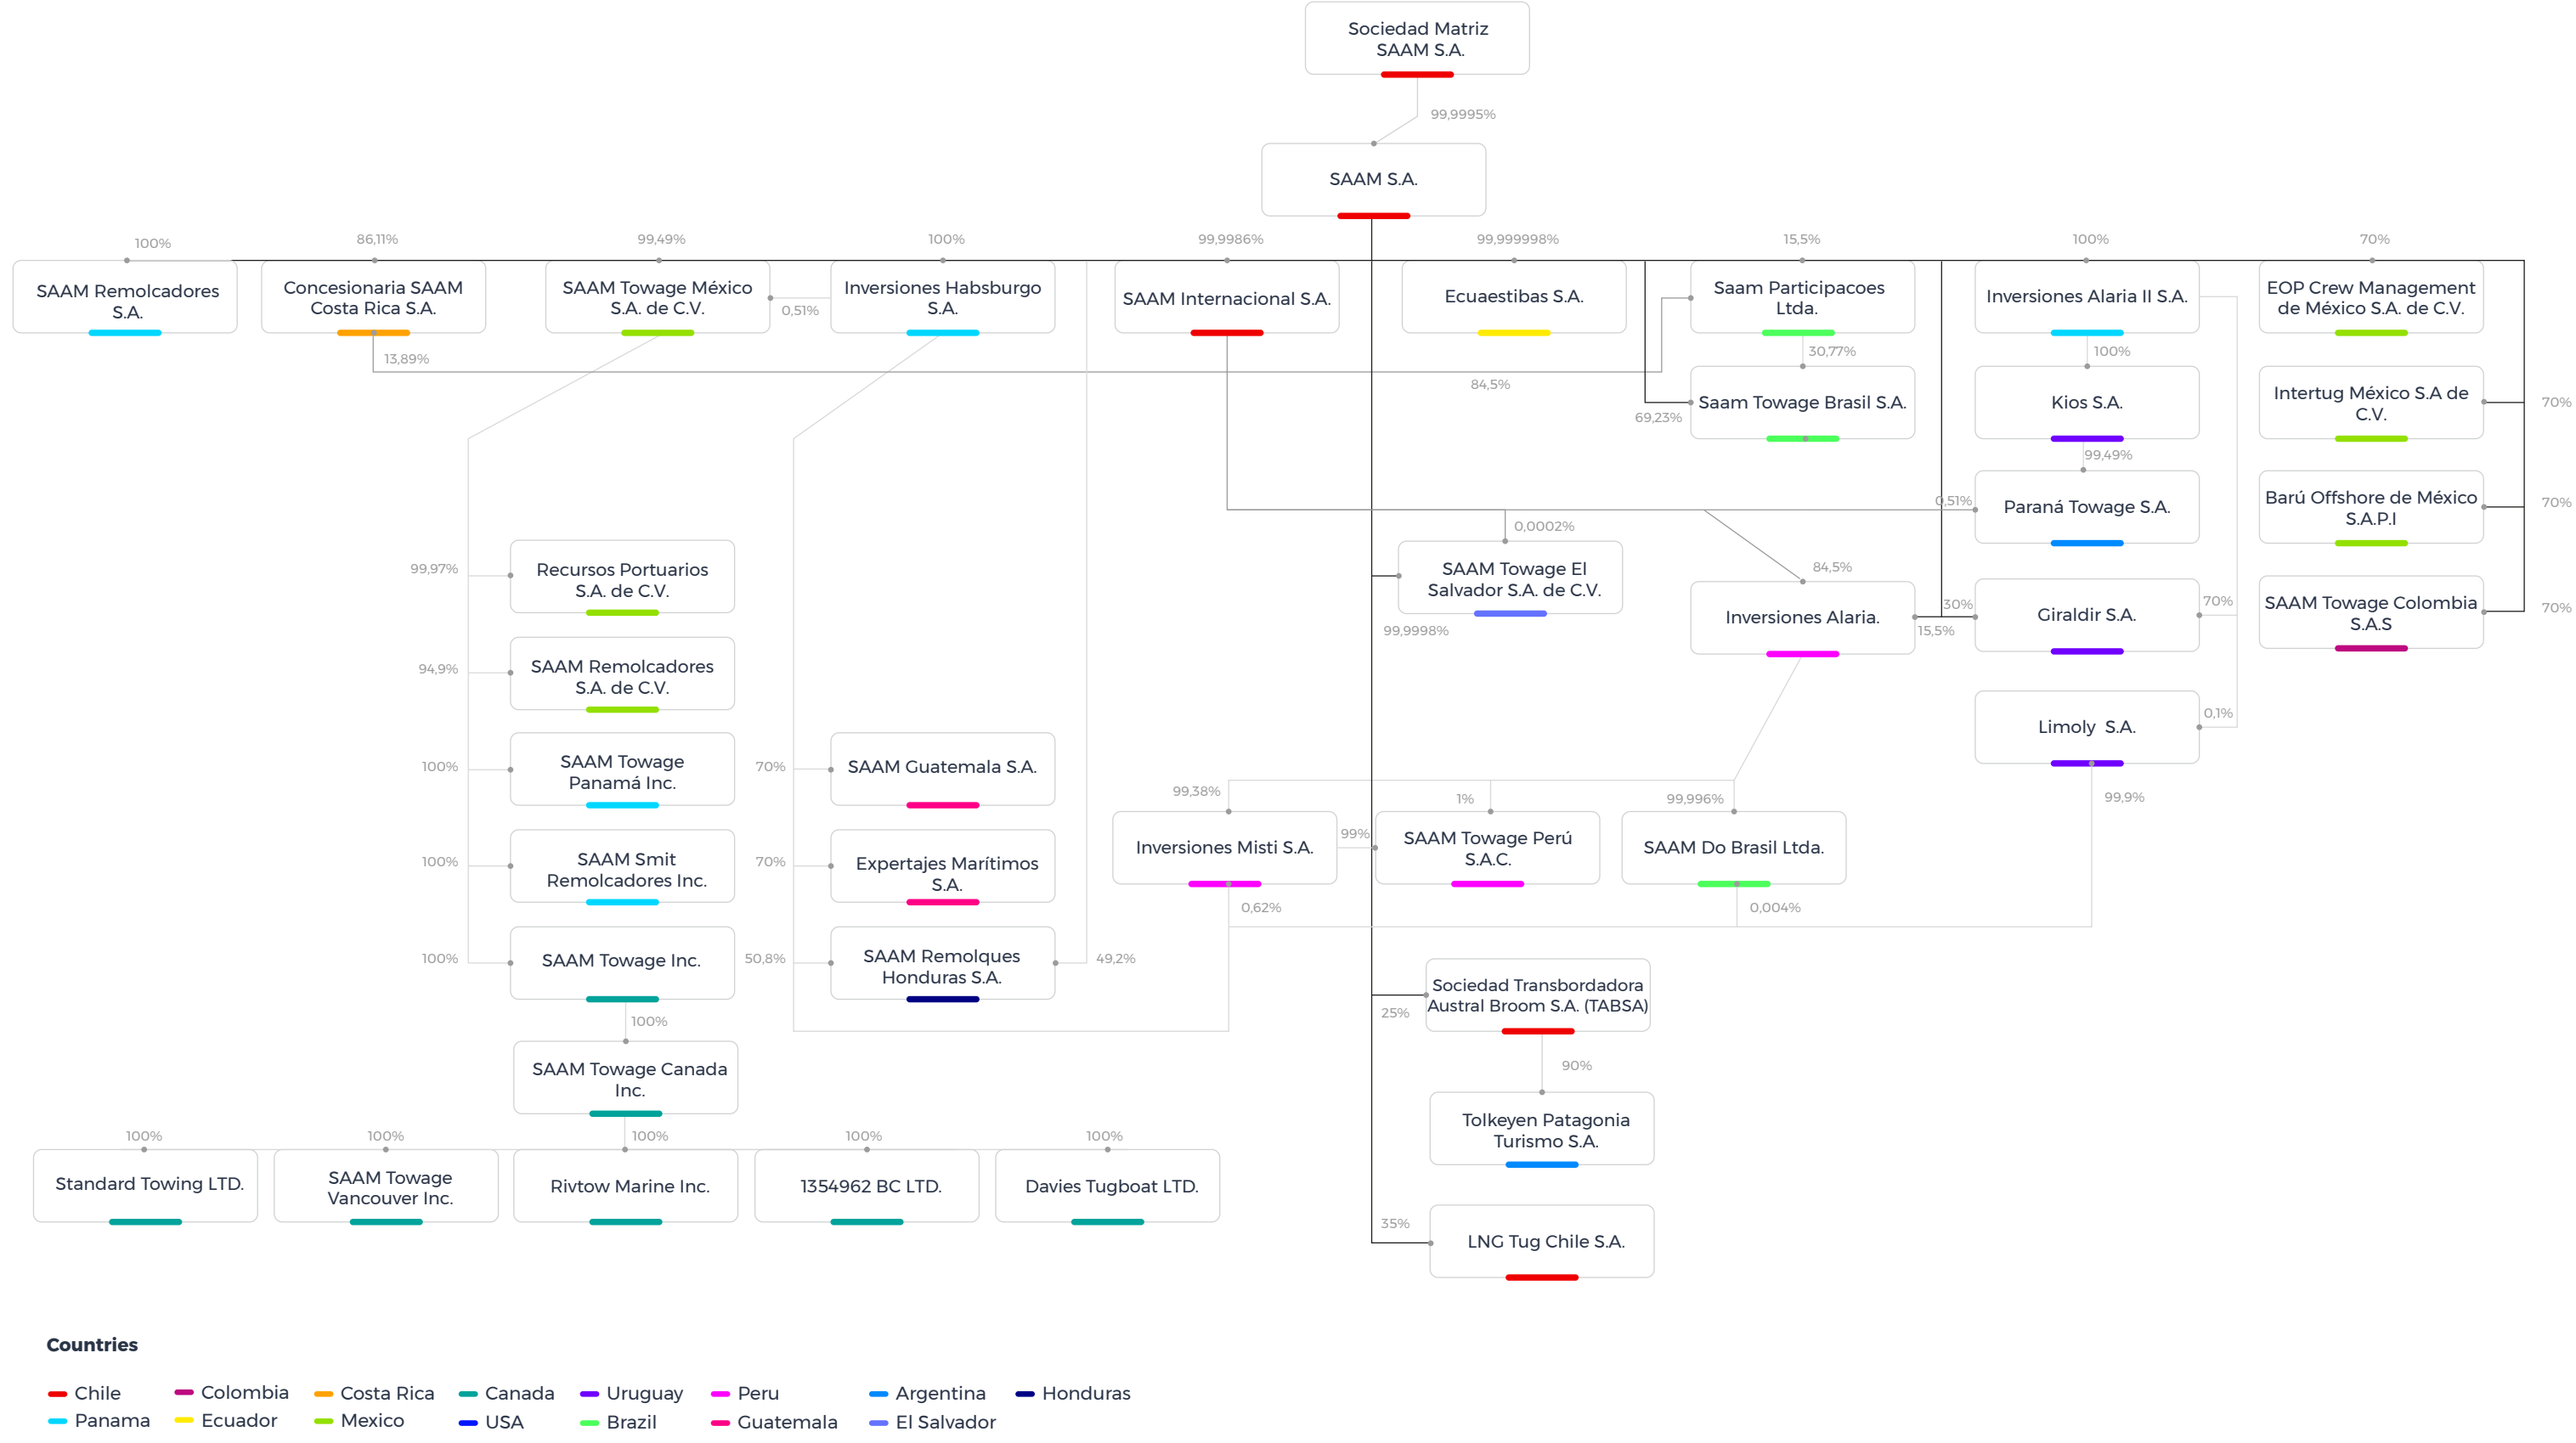 Sociedad Matriz
SAAM S.A.
99,9995%
SAAM S.A.
100%
86,11%
99,49%
100%
99,9986%
99,999998%
15,5%
100%
70%
SAAM Remolcadores
S.A.
Concesionaria SAAM
Costa Rica S.A.
SAAM Towage México
S.A. de C.V.
0,51%
Inversiones Habsburgo
S.A.
SAAM Internacional S.A.
Ecuaestibas S.A.
Saam Participacoes
Ltda.
Inversiones Alaria II S.A.
EOP Crew Management
de México S.A. de C.V.
13,89%
84,5%
30,77%
100%
69,23%
Saam Towage Brasil S.A.
Kios S.A.
Intertug México S.A de
C.V.
70%
99,49%
0,51%
Paraná Towage S.A.
Barú Offshore de México
S.A.P.I
70%
0,0002%
99,97%
Recursos Portuarios
S.A. de C.V.
SAAM Towage El
Salvador S.A. de C.V.
99,9998%
84,5%
Inversiones Alaria.
30%
15,5%
Giraldir S.A.
70%
SAAM Towage Colombia
S.A.S
70%
94,9%
SAAM Remolcadores
S.A. de C.V.
Limoly S.A.
0,1%
100%
SAAM Towage
Panamá Inc.
70%
SAAM Guatemala S.A.
99,38%
1%
99,996%
99,9%
100%
SAAM Smit
Remolcadores Inc.
70%
Expertajes Marítimos
S.A.
Inversiones Misti S.A.
99%
SAAM Towage Perú
S.A.C.
SAAM Do Brasil Ltda.
0,62%
0,004%
100%
SAAM Towage Inc.
50,8%
SAAM Remolques
Honduras S.A.
49,2%
Sociedad Transbordadora
Austral Broom S.A. (TABSA)
25%
100%
90%
SAAM Towage Canada
Inc.
Tolkeyen Patagonia
Turismo S.A.
100%
100%
100%
100%
100%
Standard Towing LTD.
SAAM Towage
Vancouver Inc.
Rivtow Marine Inc.
1354962 BC LTD.
Davies Tugboat LTD.
35%
LNG Tug Chile S.A.
Countries
Chile
Colombia
Costa Rica
Canada
Uruguay
Peru
Argentina
Honduras
Panama
Ecuador
Mexico
USA
Brazil
Guatemala
El Salvador